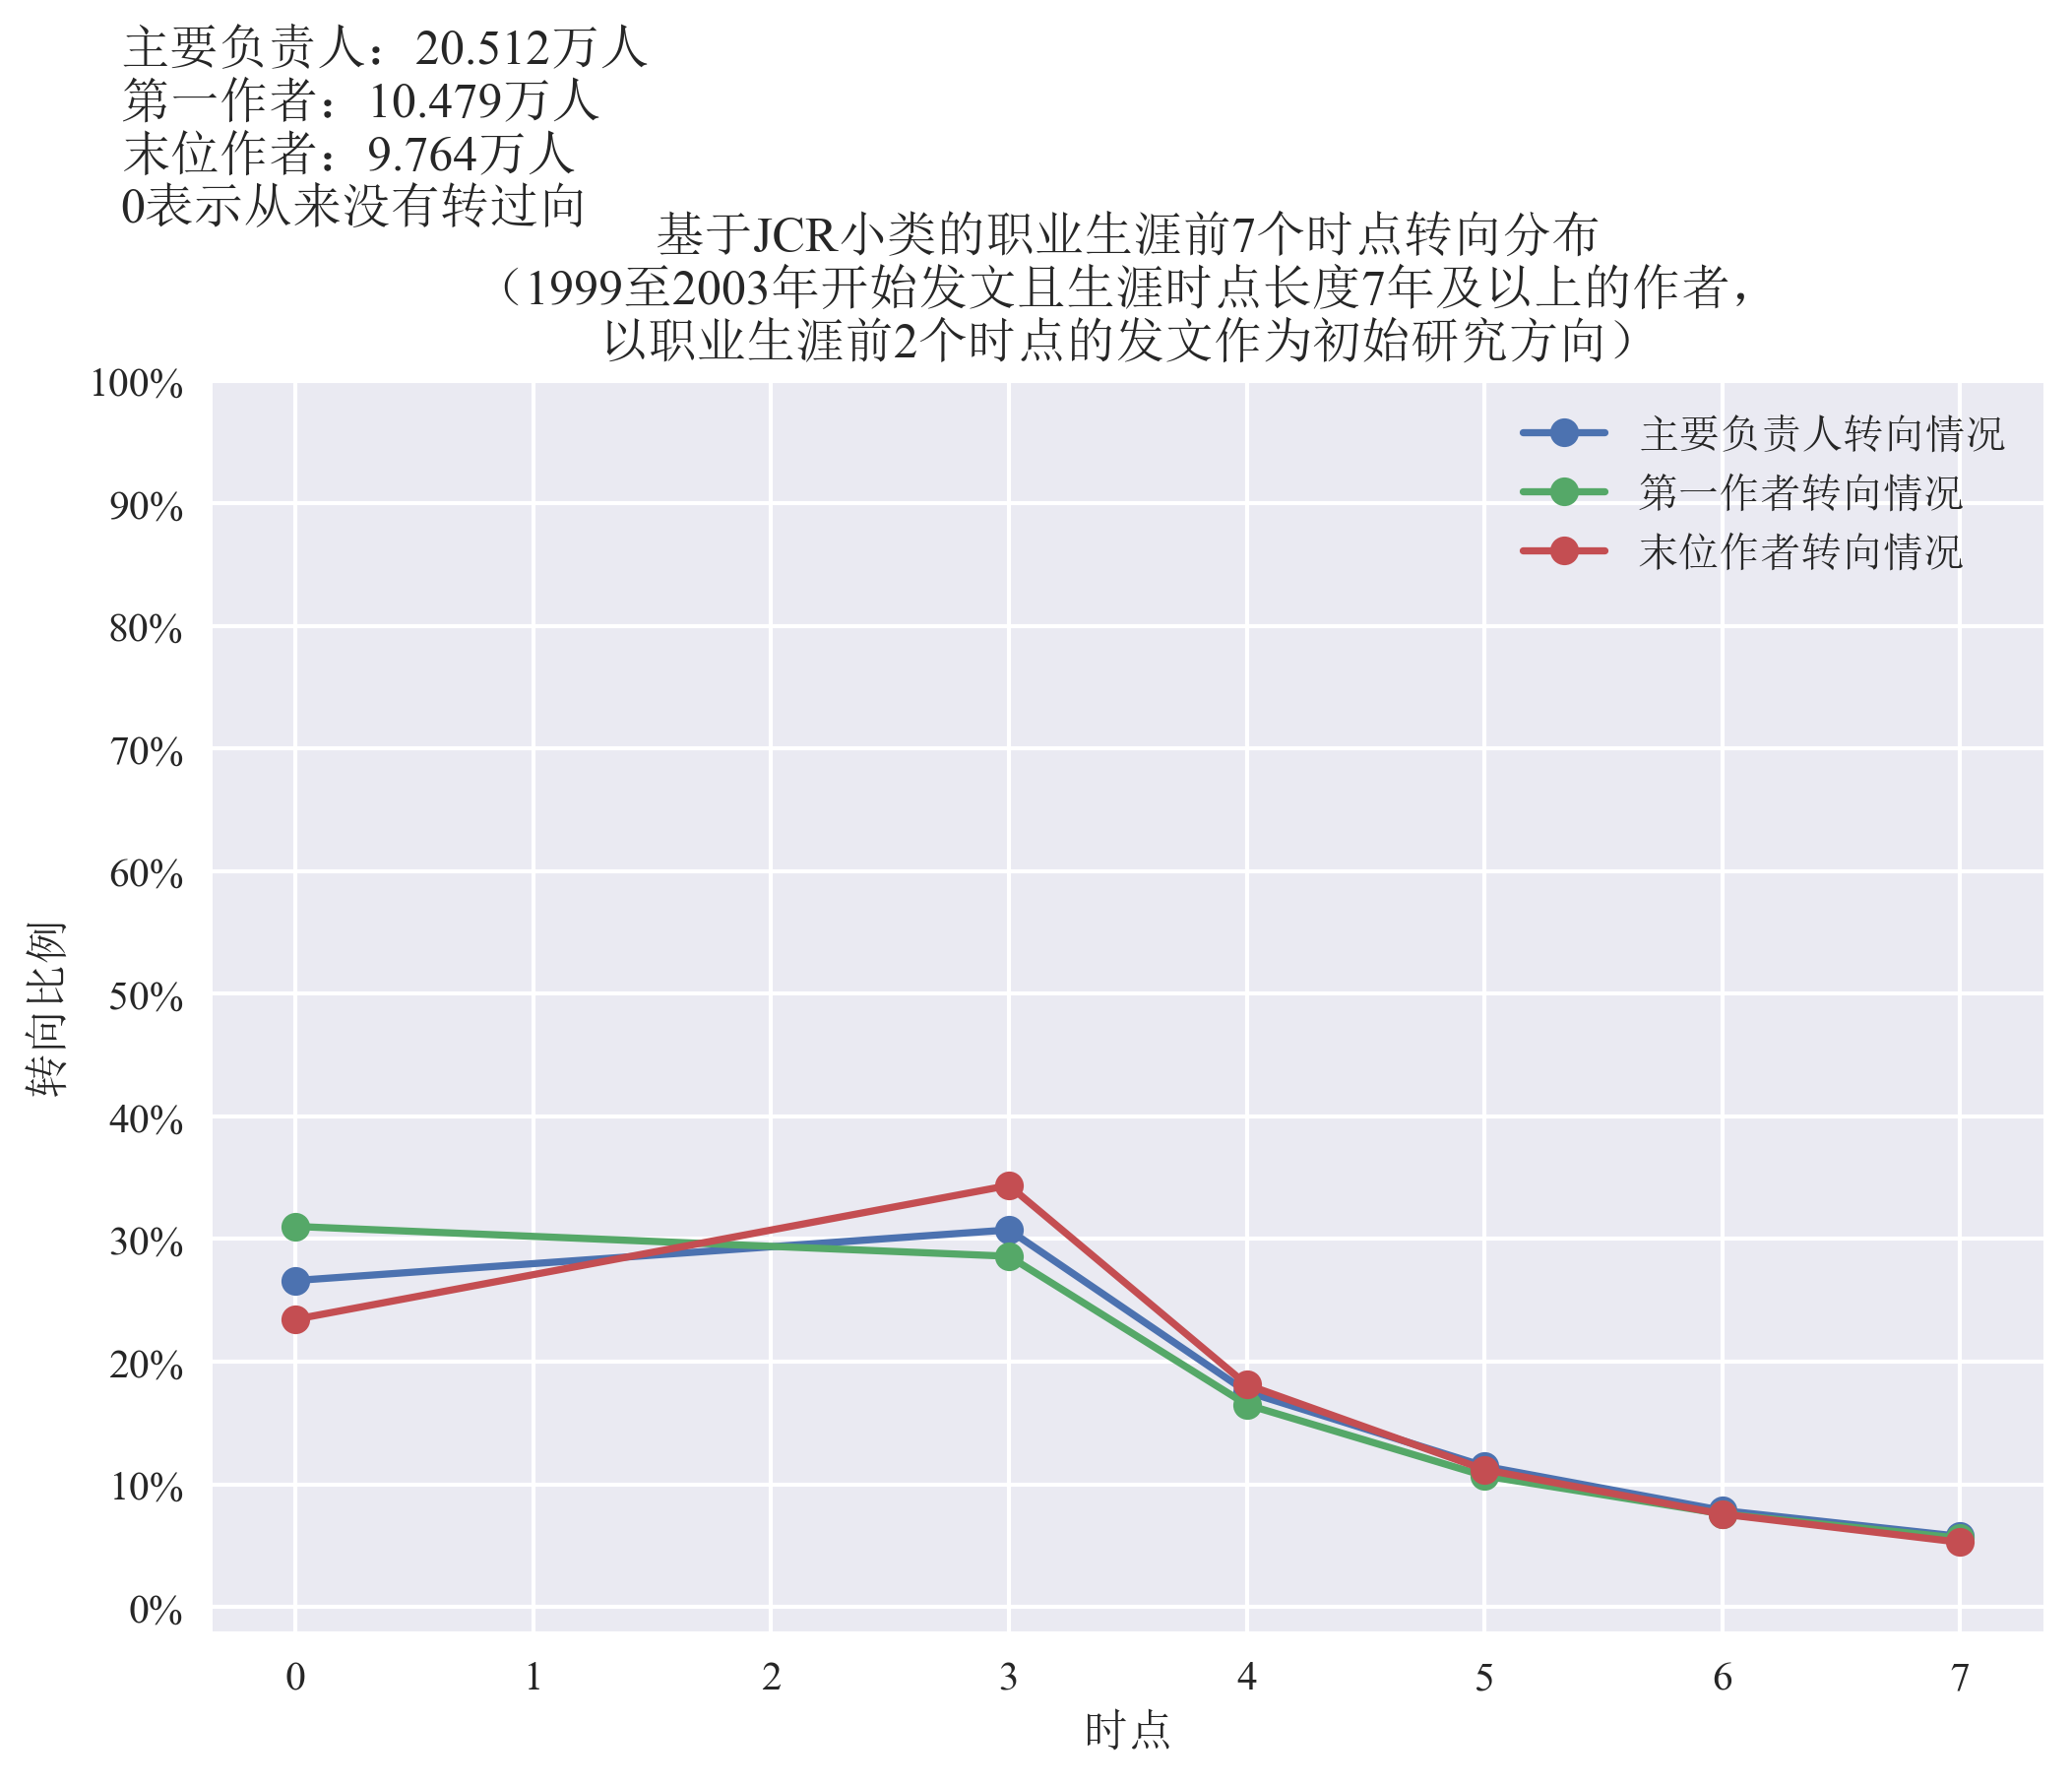 主要负责人：20.512万人
第一作者：10.479万人
末位作者：9.764万人
0表示从来没有转过向
基于JCR小类的职业生涯前7个时点转向分布
（1999至2003年开始发文且生涯时点长度7年及以上的作者，
以职业生涯前2个时点的发文作为初始研究方向）
100%
90%
80%
70%
60%
50%
40%
30%
20%
10%
0%
转向比例
主要负责人转向情况
第一作者转向情况
末位作者转向情况
0 1 2 3 4 5 6 7
时点